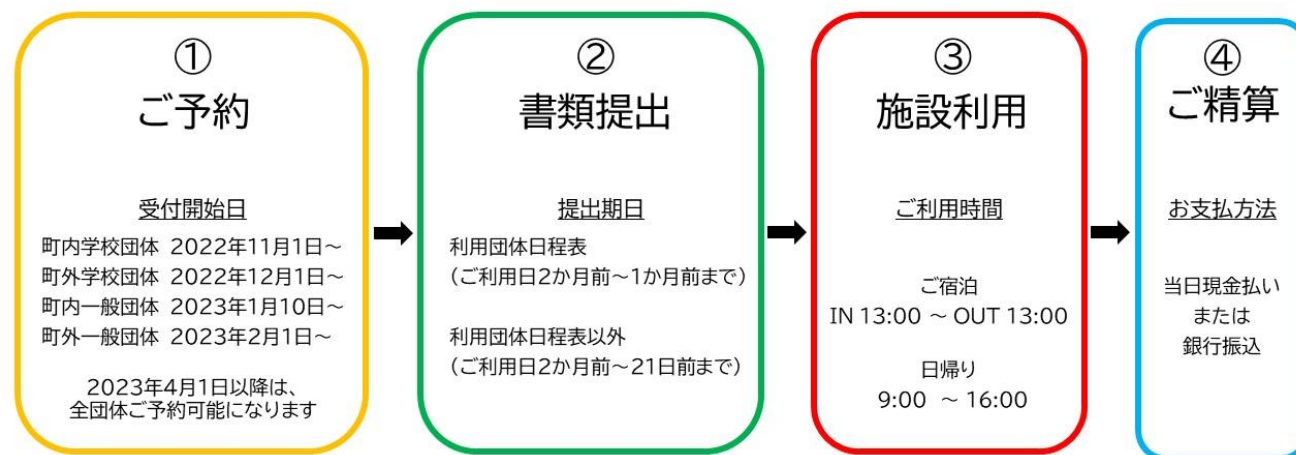 ①
ご予約
受付開始日
町内学校団体 2022年11月1日～
町外学校団体 2022年12月1日～
町内一般団体 2023年1月10日～
町外一般団体 2023年2月1日～
2023年4月1日以降は、
全団体ご予約可能になります
②
書類提出
提出期日
利用団体日程表
（ご利用日2か月前～1か月前まで）
利用団体日程表以外
（ご利用日2か月前～21日前まで）
③
施設利用
ご利用時間
ご宿泊
IN 13:00 ～ OUT 13:00
日帰り
9:00 ～ 16:00
④
ご精算
お支払方法
当日現金払い
または
銀行振込